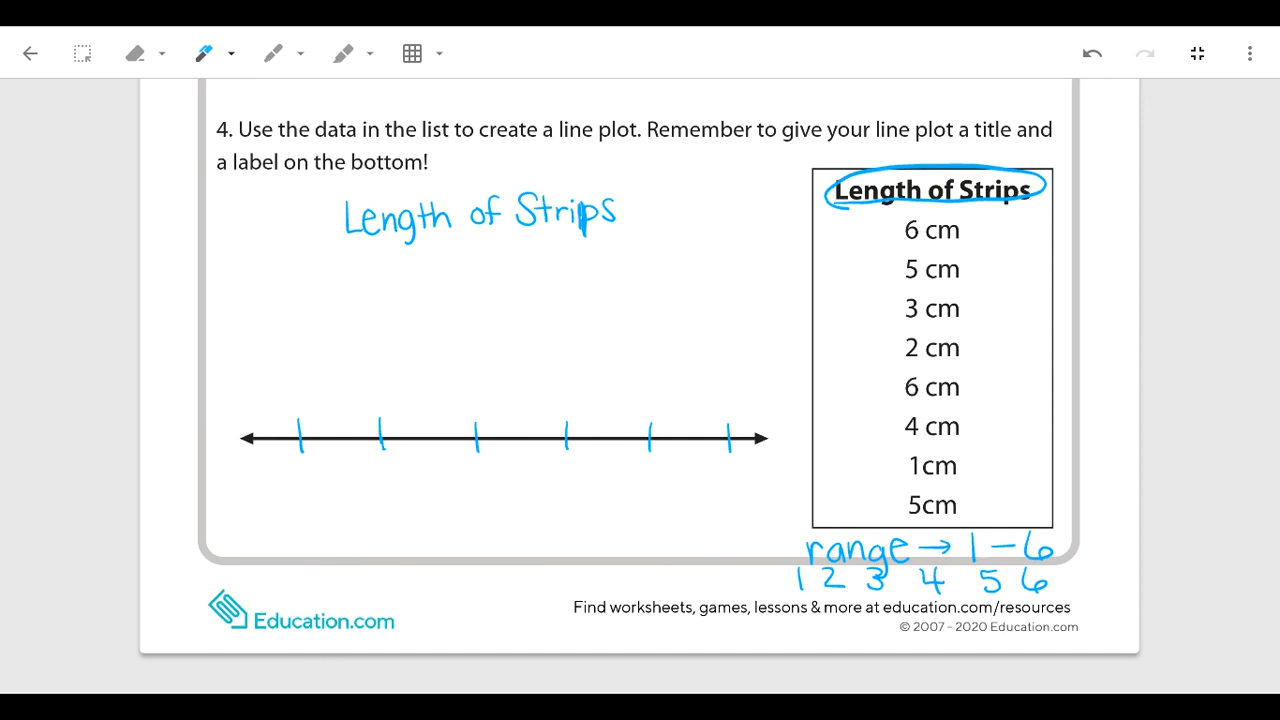 4. Use the data in the list to create a line plot. Remember to give your line plot a title and
a label on the bottom!
Length of Strips
Length of Strips
6 cm
5 cm
3 cm
2 cm
6 cm
4 cm
1cm
5cm
range → 1 – 6
1 2 3 4 5 6
Education.com
Find worksheets, games, lessons & more at education.com/resources
© 2007 - 2020 Education.com